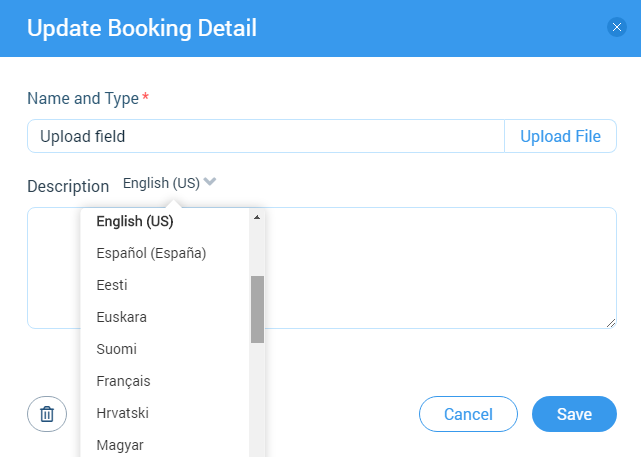 Update Booking Detail
Name and Type *
Upload field
Upload File
Description
English (US)
English (US)
Español (España)
Eesti
Euskara
Suomi
Français
Hrvatski
Magyar
Cancel
Save